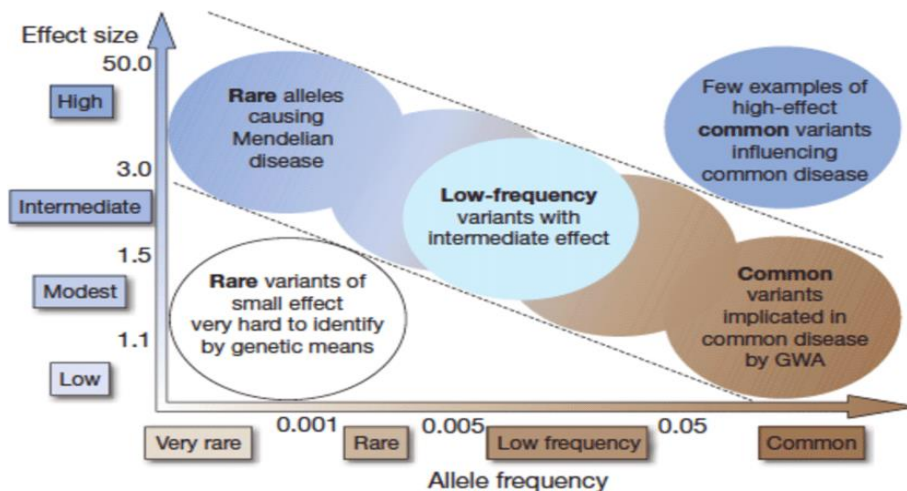 Effect size
50.0
High
3.0
Intermediate
1.5
Modest
1.1
Low
Rare alleles
causing
Mendelian
disease
Few examples of
high-effect
common variants
influencing
common disease
Low-frequency
variants with
intermediate effect
Rare variants of
small effect
very hard to identify
by genetic means
Common
variants
implicated in
common disease
by GWA
0.001
0.005
0.05
Very rare
Rare
Low frequency
Common
Allele frequency